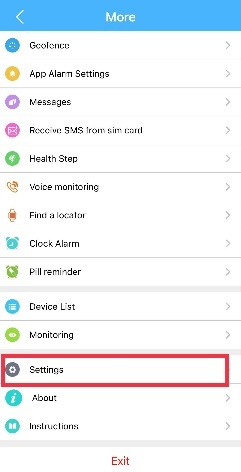 More
Geofence
App Alarm Settings
Messages
Receive SMS from sim card
Health Step
Voice monitoring
Find a locator
Clock Alarm
Pill reminder
Device List
Monitoring
Settings
About
Instructions
Exit